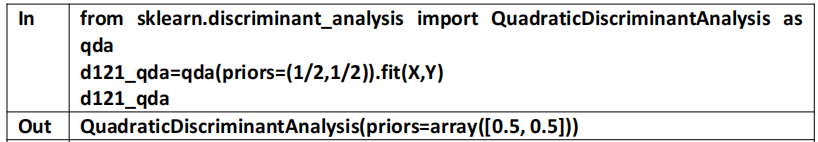 In from sklearn.discriminant_analysis import QuadraticDiscriminantAnalysis as
qda
d121_qda=qda(priors=(1/2,1/2)).fit(X,Y)
d121_qda
Out QuadraticDiscriminantAnalysis(priors=array([0.5, 0.5]))